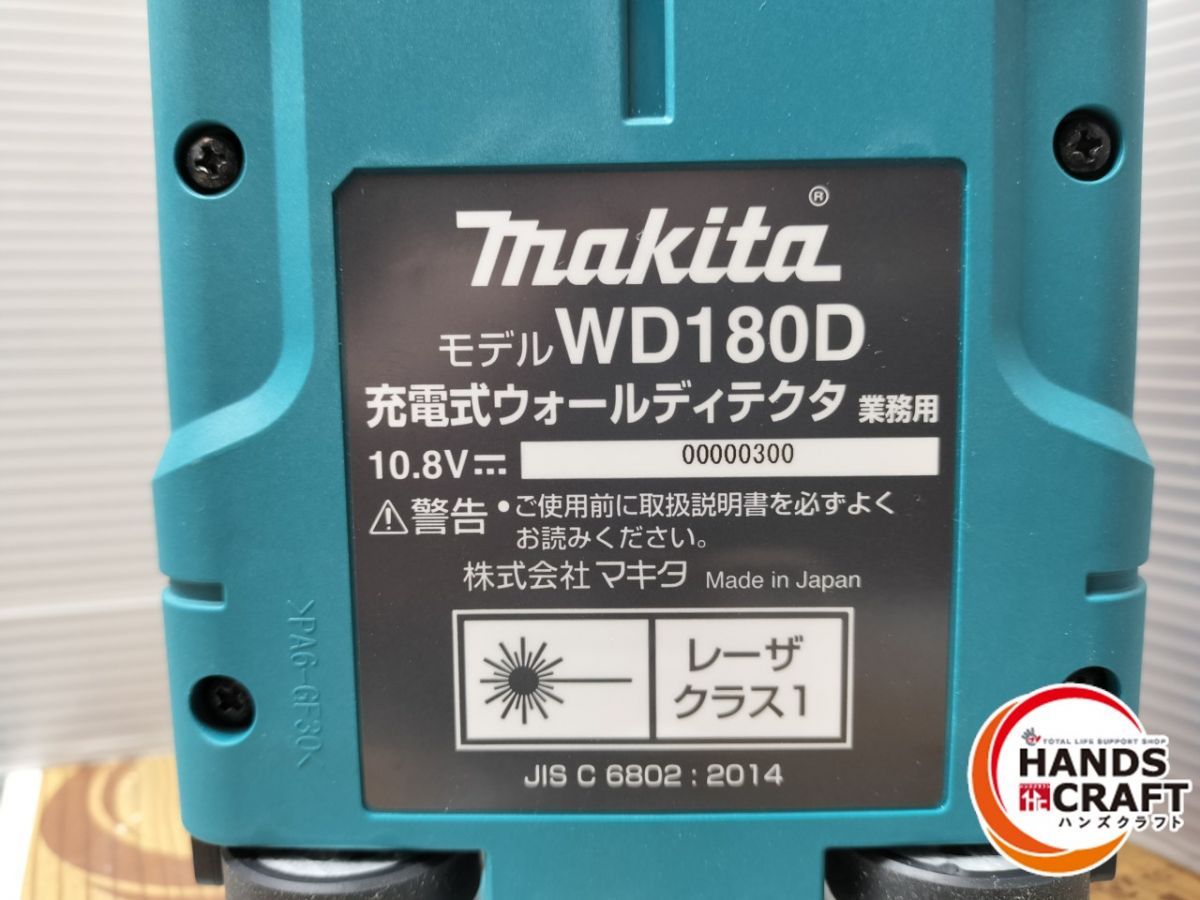 makita®
モデル WD180D
充電式ウォールディテクタ 業務用
10.8V⎓ 00000300
⚠警告 •ご使用前に取扱説明書を必ずよく
お読みください。
株式会社 マキタ Made in Japan
レーザ
クラス1
JIS C 6802 : 2014
>PA6-GF30<
TOTAL LIFE SUPPORT SHOP
HANDS
CRAFT
ハンズクラフト